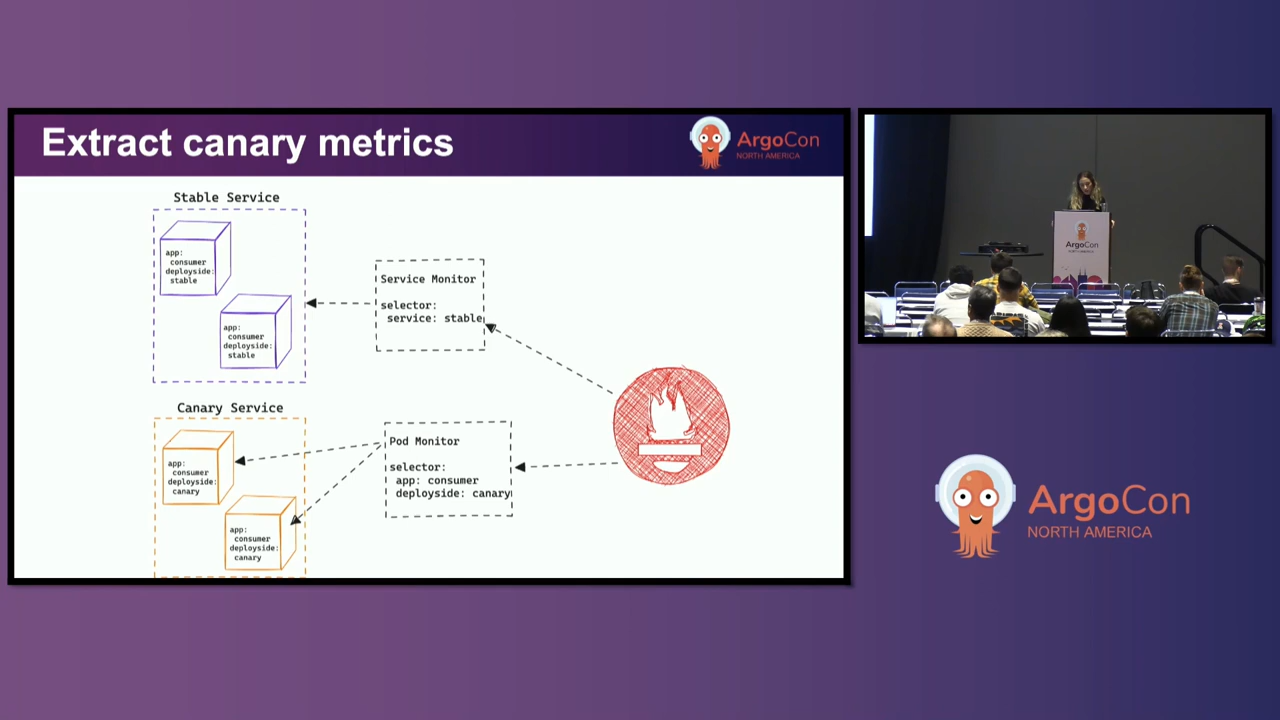 Extract canary metrics
ArgoCon
NORTH AMERICA
Stable Service
app:
consumer
deployside:
stable
app:
consumer
deployside:
stable
Service Monitor
selector:
service: stable
Canary Service
app:
consumer
deployside:
canary
app:
consumer
deployside:
canary
Pod Monitor
selector:
app: consumer
deployside: canary
ArgoCon
ArgoCon
NORTH AMERICA